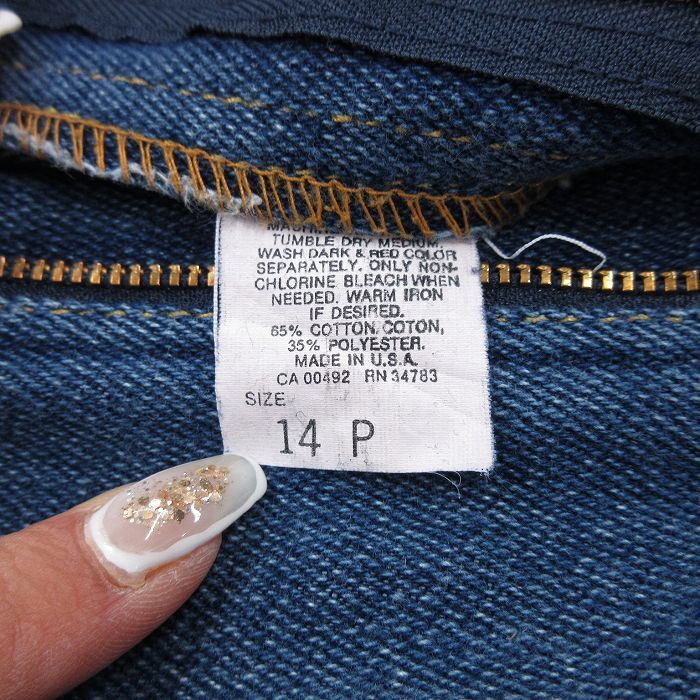 TUMBLE DRY MEDIUM.
WASH DARK & RED COLOR
SEPARATELY. ONLY NON-
CHLORINE BLEACH WHEN
NEEDED. WARM IRON
IF DESIRED.
65% COTTON, COTON,
35% POLYESTER.
MADE IN U.S.A.
CA 00492 RN 34783
SIZE
14 P